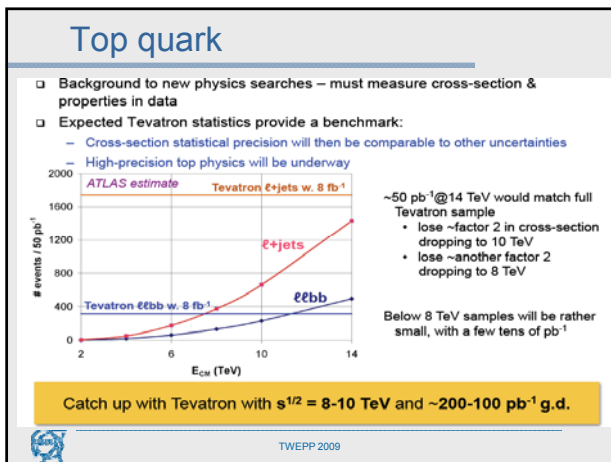 Top quark
Background to new physics searches – must measure cross-section &
properties in data
Expected Tevatron statistics provide a benchmark:
– Cross-section statistical precision will then be comparable to other uncertainties
– High-precision top physics will be underway
2000
1600
1200
800
400
0
# events / 50 pb⁻¹
ATLAS estimate
Tevatron ℓ+jets w. 8 fb⁻¹
ℓ+jets
Tevatron ℓℓbb w. 8 fb⁻¹
ℓℓbb
2 6 10 14
E_CM (TeV)
~50 pb⁻¹@14 TeV would match full
Tevatron sample
• lose ~factor 2 in cross-section
dropping to 10 TeV
• lose ~another factor 2
dropping to 8 TeV
Below 8 TeV samples will be rather
small, with a few tens of pb⁻¹
Catch up with Tevatron with s^1/2 = 8-10 TeV and ~200-100 pb⁻¹ g.d.
TWEPP 2009